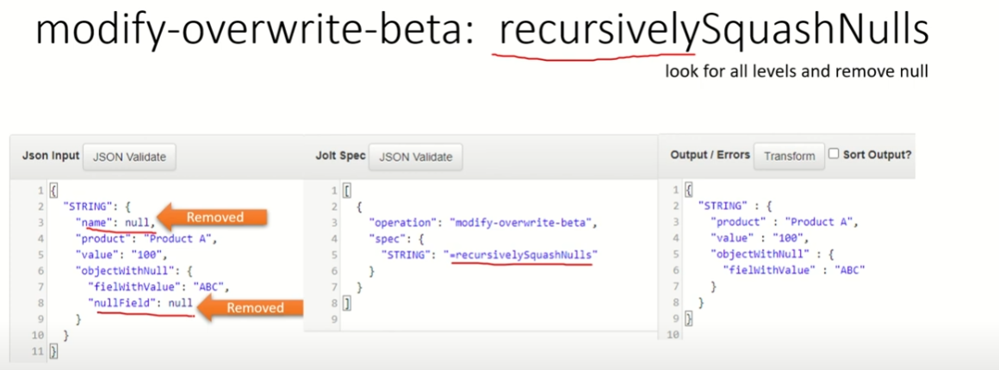 modify-overwrite-beta: recursivelySquashNulls
look for all levels and remove null
Json Input JSON Validate
1 {
2 "STRING": {
3 "name": null,
Removed
4 "product": "Product A",
5 "value": "100",
6 "objectWithNull": {
7 "fielWithValue": "ABC",
8 "nullField": null
Removed
9 }
10 }
11 }
Jolt Spec JSON Validate
1 [
2 {
3 "operation": "modify-overwrite-beta",
4 "spec": {
5 "STRING": "=recursivelySquashNulls"
6 }
7 }
8 ]
9
Output / Errors Transform Sort Output?
1 {
2 "STRING" : {
3 "product" : "Product A",
4 "value" : "100",
5 "objectWithNull" : {
6 "fielWithValue" : "ABC"
7 }
8 }
9 }
10